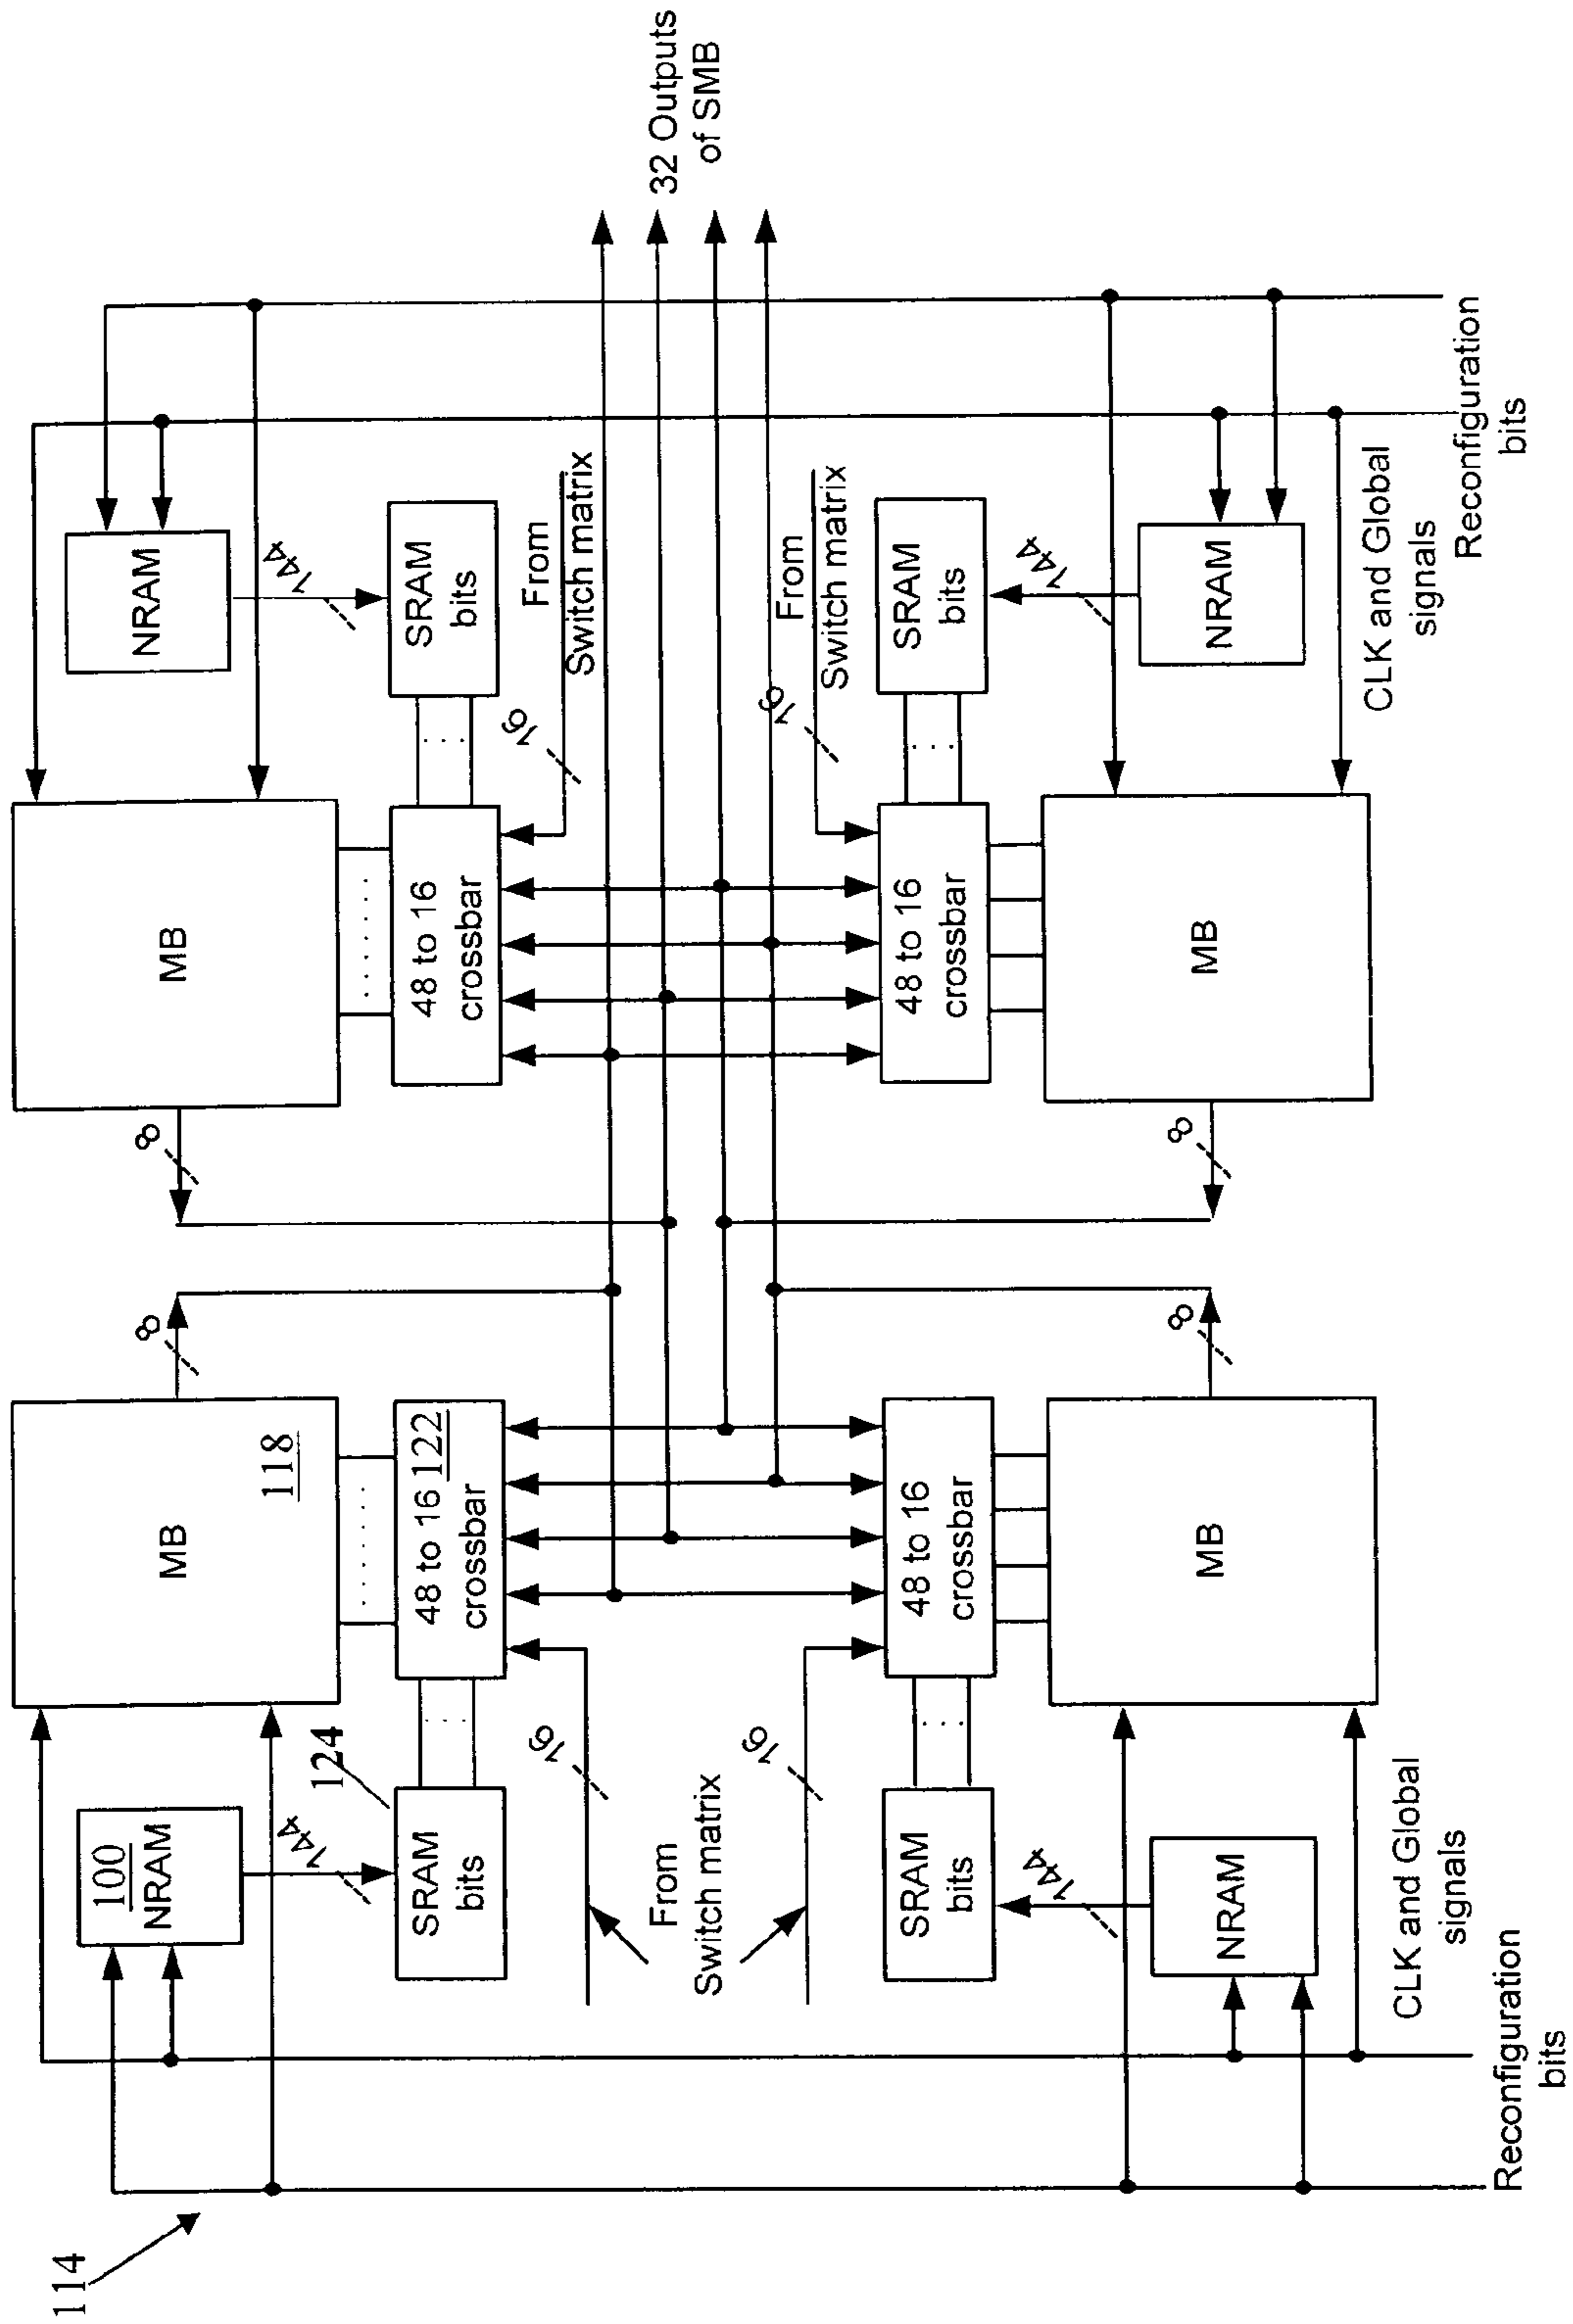 114
100
NRAM
MB
118
8
8
MB
NRAM
144
124
144
SRAM
bits
48 to 16 122
crossbar
48 to 16
crossbar
SRAM
bits
16
16
From
Switch matrix
From
Switch matrix
32 Outputs
of SMB
16
16
From
Switch matrix
SRAM
bits
48 to 16
crossbar
48 to 16
crossbar
SRAM
bits
144
144
NRAM
MB
8
8
MB
NRAM
CLK and Global
signals
CLK and Global
signals
Reconfiguration
bits
Reconfiguration
bits